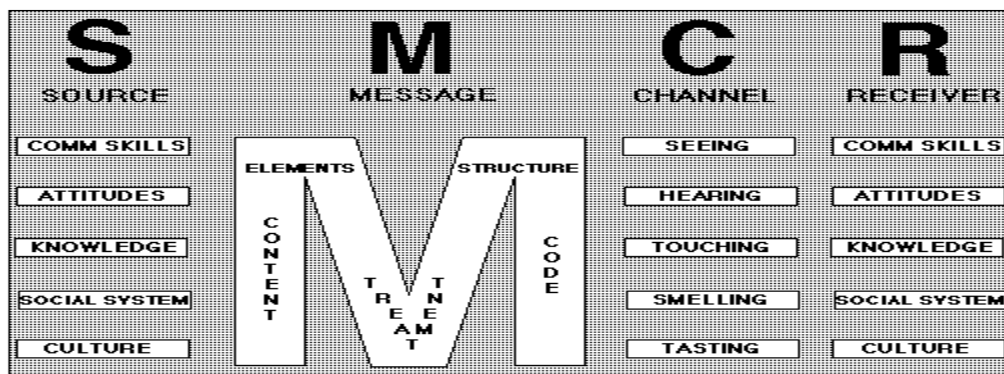 S M C R
SOURCE MESSAGE CHANNEL RECEIVER
COMM SKILLS
ATTITUDES
KNOWLEDGE
SOCIAL SYSTEM
CULTURE
ELEMENTS STRUCTURE
CONTENT
TREATMENT
CODE
SEEING
HEARING
TOUCHING
SMELLING
TASTING
COMM SKILLS
ATTITUDES
KNOWLEDGE
SOCIAL SYSTEM
CULTURE